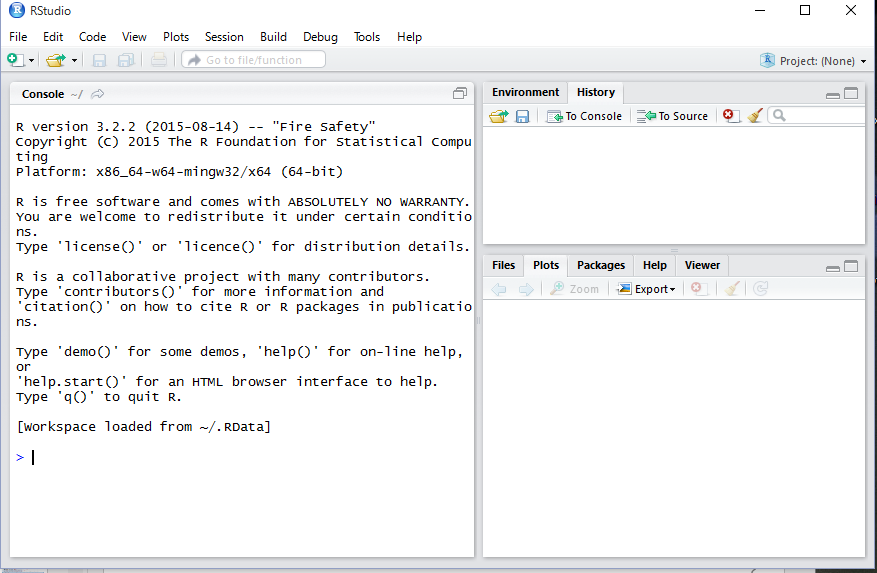 RStudio
File Edit Code View Plots Session Build Debug Tools Help
Go to file/function
Project: (None)
Console ~/
R version 3.2.2 (2015-08-14) -- "Fire Safety"
Copyright (C) 2015 The R Foundation for Statistical Compu
ting
Platform: x86_64-w64-mingw32/x64 (64-bit)
R is free software and comes with ABSOLUTELY NO WARRANTY.
You are welcome to redistribute it under certain conditio
ns.
Type 'license()' or 'licence()' for distribution details.
R is a collaborative project with many contributors.
Type 'contributors()' for more information and
'citation()' on how to cite R or R packages in publicatio
ns.
Type 'demo()' for some demos, 'help()' for on-line help,
or
'help.start()' for an HTML browser interface to help.
Type 'q()' to quit R.
[Workspace loaded from ~/.RData]
>
Environment History
To Console To Source
Files Plots Packages Help Viewer
Zoom Export